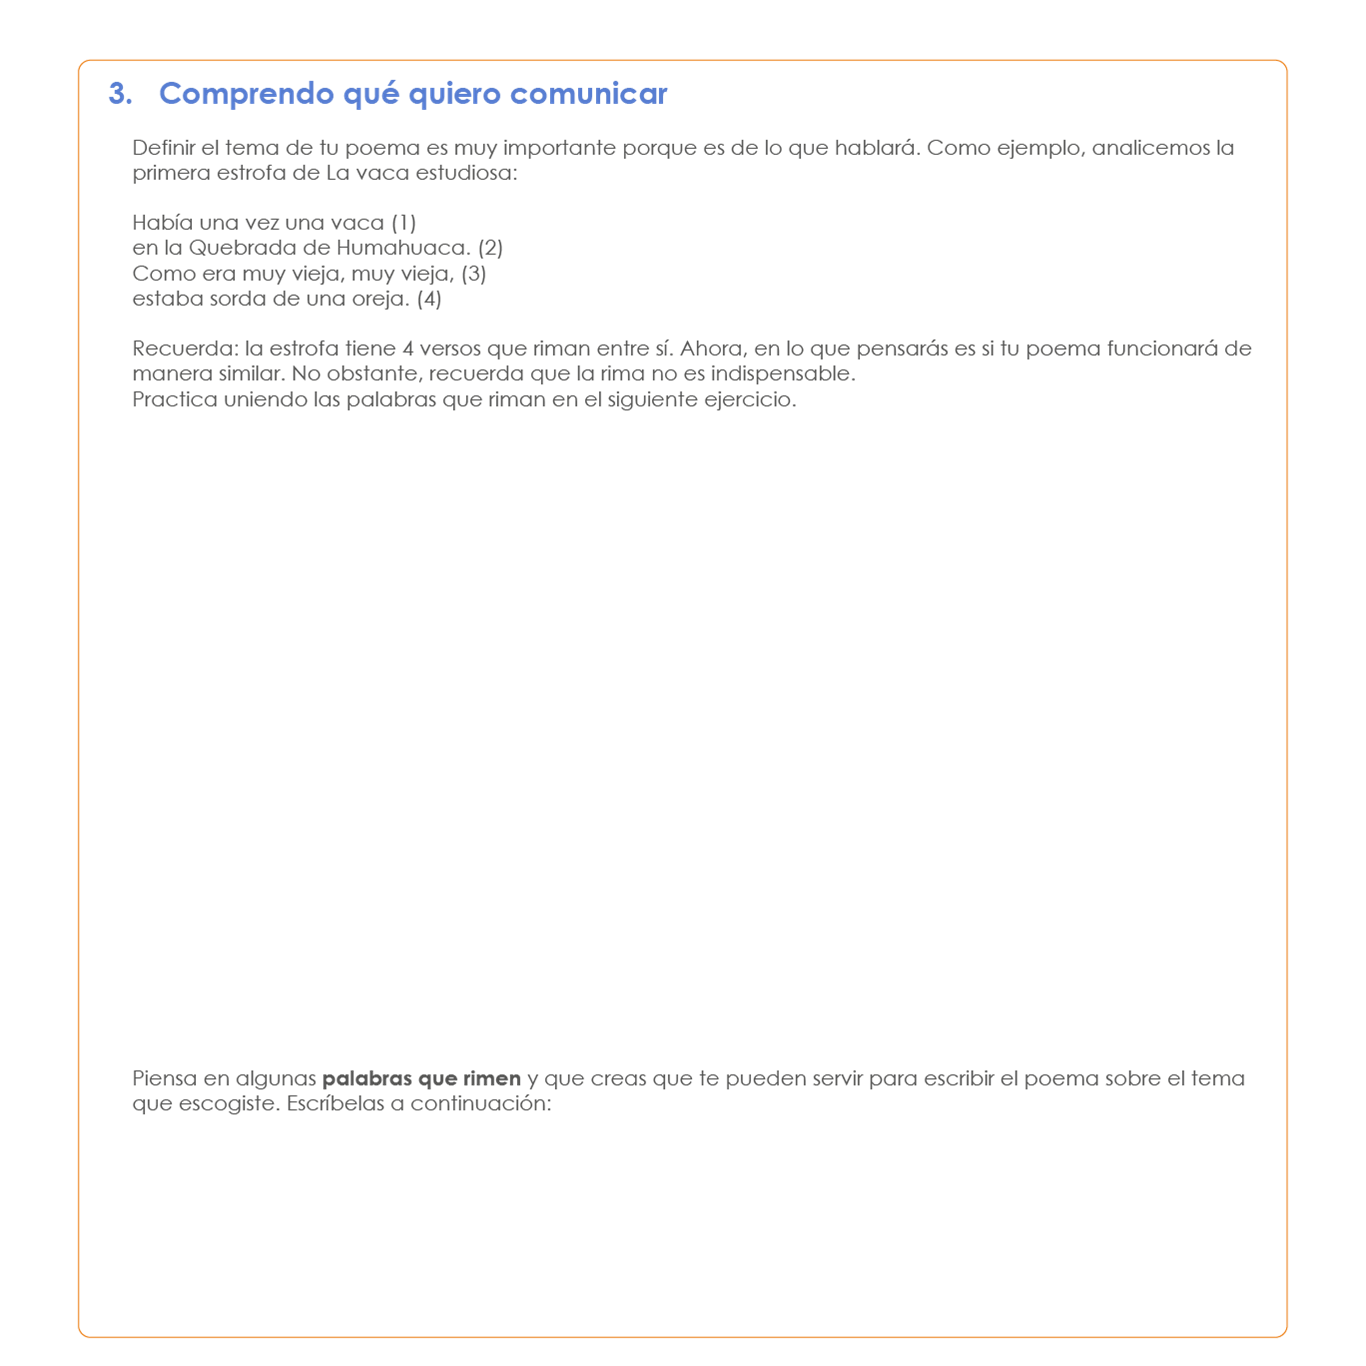 3. Comprendo qué quiero comunicar
Definir el tema de tu poema es muy importante porque es de lo que hablará. Como ejemplo, analicemos la
primera estrofa de La vaca estudiosa:
Había una vez una vaca (1)
en la Quebrada de Humahuaca. (2)
Como era muy vieja, muy vieja, (3)
estaba sorda de una oreja. (4)
Recuerda: la estrofa tiene 4 versos que riman entre sí. Ahora, en lo que pensarás es si tu poema funcionará de
manera similar. No obstante, recuerda que la rima no es indispensable.
Practica uniendo las palabras que riman en el siguiente ejercicio.
Piensa en algunas palabras que rimen y que creas que te pueden servir para escribir el poema sobre el tema
que escogiste. Escríbelas a continuación: